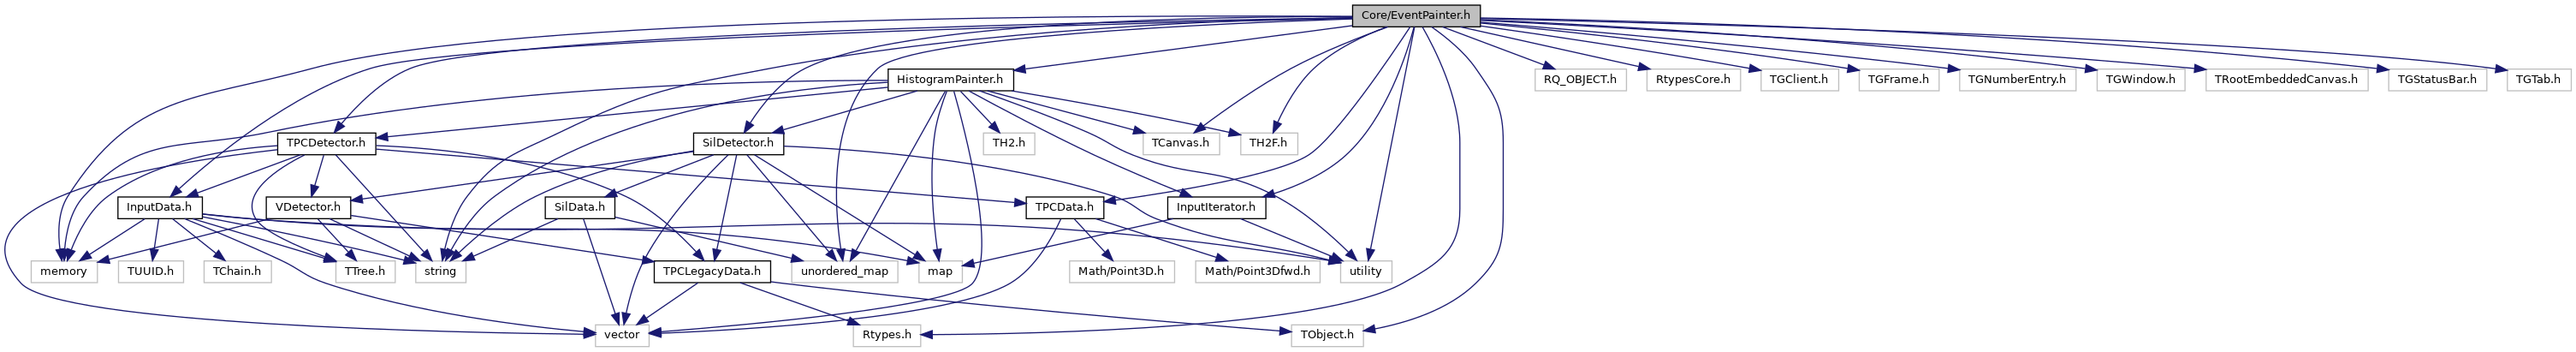 Core/EventPainter.h
HistogramPainter.h
RQ_OBJECT.h
RtypesCore.h
TGClient.h
TGFrame.h
TGNumberEntry.h
TGWindow.h
TRootEmbeddedCanvas.h
TGStatusBar.h
TGTab.h
TPCDetector.h
SilDetector.h
TH2.h
TCanvas.h
TH2F.h
InputData.h
VDetector.h
SilData.h
TPCData.h
InputIterator.h
memory
TUUID.h
TChain.h
TTree.h
string
TPCLegacyData.h
unordered_map
map
Math/Point3D.h
Math/Point3Dfwd.h
utility
vector
Rtypes.h
TObject.h